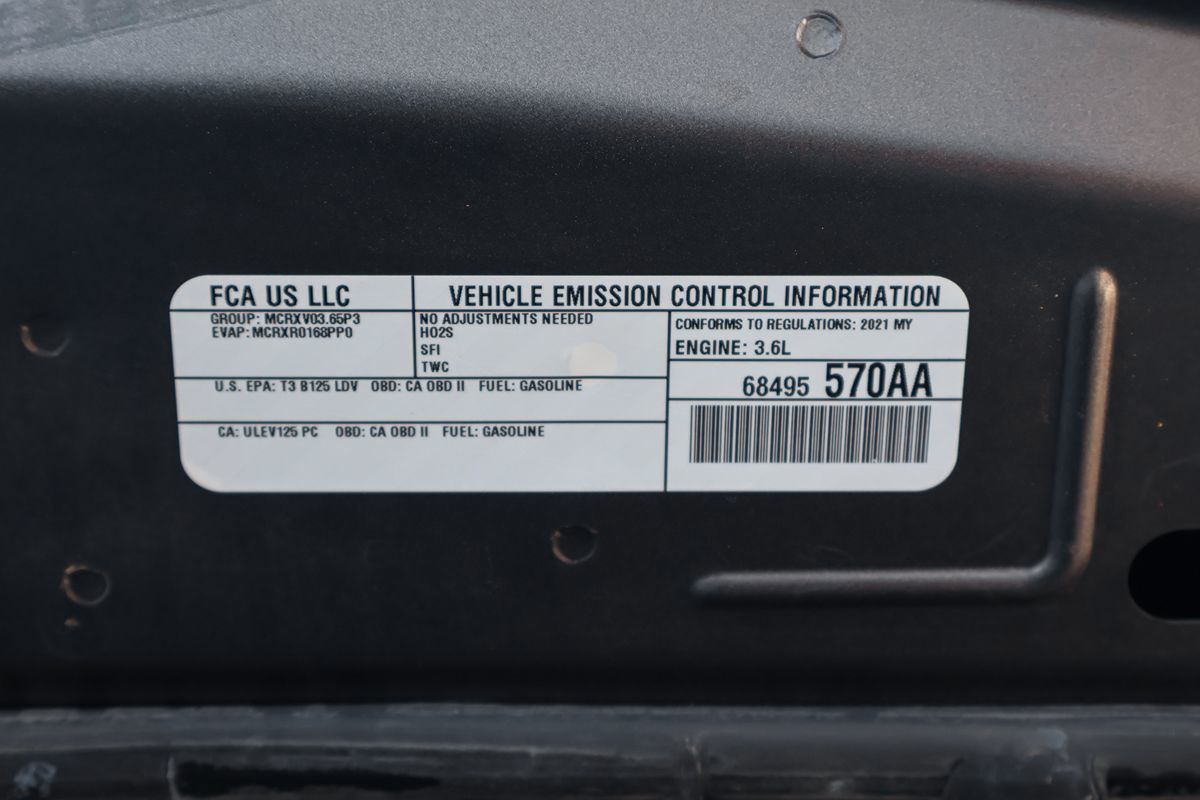 FCA US LLC
VEHICLE EMISSION CONTROL INFORMATION
GROUP: MCRXV03.65P3
EVAP: MCRXR0168PP0
NO ADJUSTMENTS NEEDED
HO2S
SFI
TWC
CONFORMS TO REGULATIONS: 2021 MY
ENGINE: 3.6L
68495 570AA
U.S. EPA: T3 B125 LDV OBD: CA OBD II FUEL: GASOLINE
CA: ULEV125 PC OBD: CA OBD II FUEL: GASOLINE